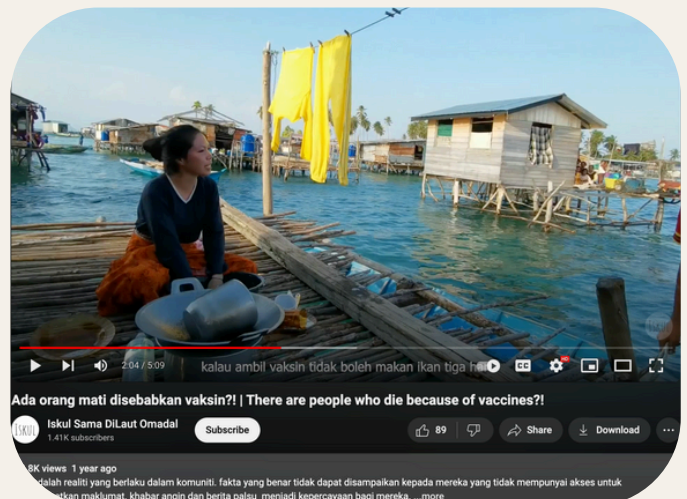 2:04 / 5:09
kalau ambil vaksin tidak boleh makan ikan tiga
CC
HD
Ada orang mati disebabkan vaksin?! | There are people who die because of vaccines?!
ISKUL
Iskul Sama DiLaut Omadal
1.41K subscribers
Subscribe
89
Share
Download
8K views 1 year ago
dalah realiti yang berlaku dalam komuniti. fakta yang benar tidak dapat disampaikan kepada mereka yang tidak mempunyai akses untuk
atkan maklumat. khabar angin dan berita palsu menjadi kepercayaan bagi mereka. ...more